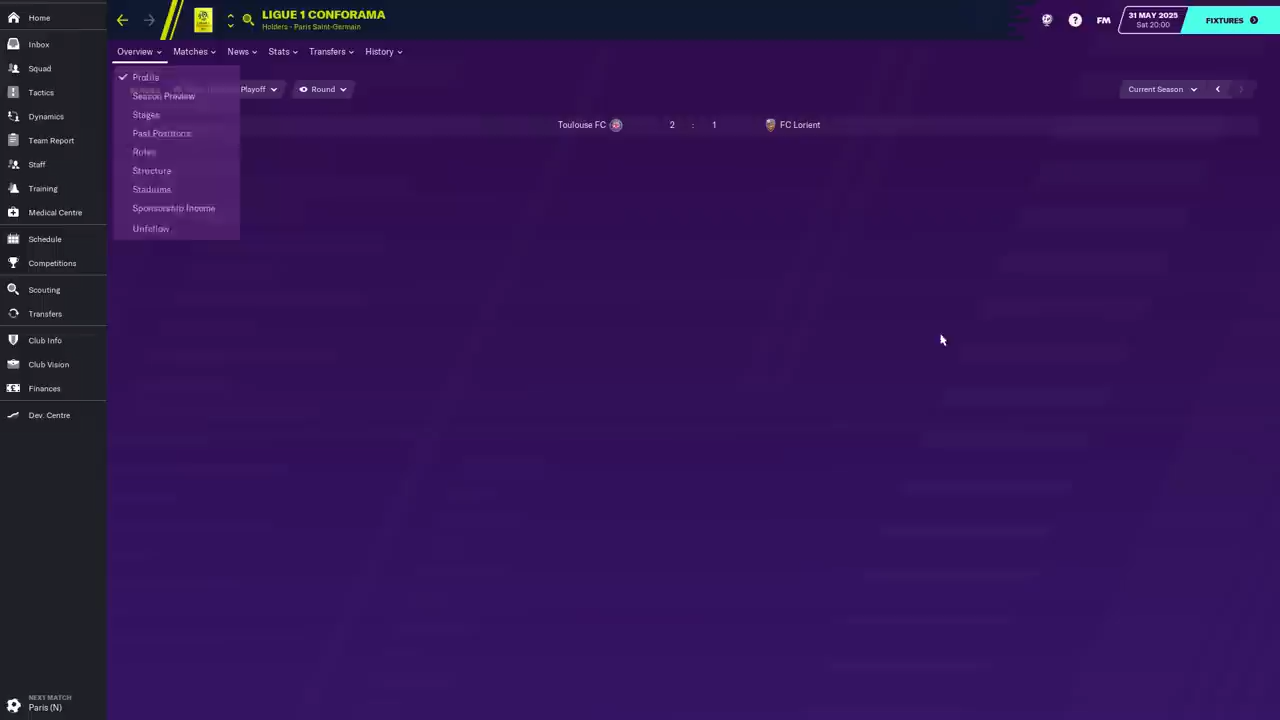 Home
Inbox
Squad
Tactics
Dynamics
Team Report
Staff
Training
Medical Centre
Schedule
Competitions
Scouting
Transfers
Club Info
Club Vision
Finances
Dev. Centre
NEXT MATCH
Paris (N)
LIGUE 1 CONFORAMA
Holders - Paris Saint-Germain
FM
31 MAY 2025
Sat 20:00
FIXTURES
Overview Matches News Stats Transfers History
Profile
Season Preview
Stages
Past Positions
Rules
Structure
Stadiums
Sponsorship Income
Unfollow
Playoff
Round
Current Season
Toulouse FC 2 : 1 FC Lorient